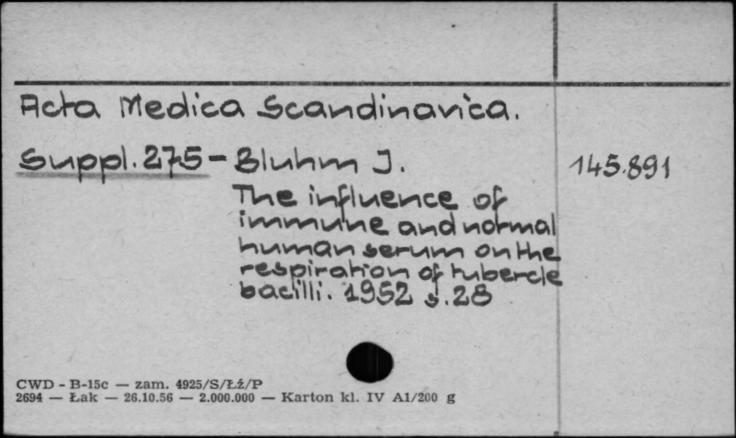 Acta Medica Scandinavica.
Suppl. 275 - Bluhm J. 145.891
The influence of
immune and normal
human serum on the
respiration of tubercle
bacilli. 1952 s.28
CWD - B-15c — zam. 4925/S/Łź/P
2694 — Łak — 26.10.56 — 2.000.000 — Karton kl. IV A1/200 g